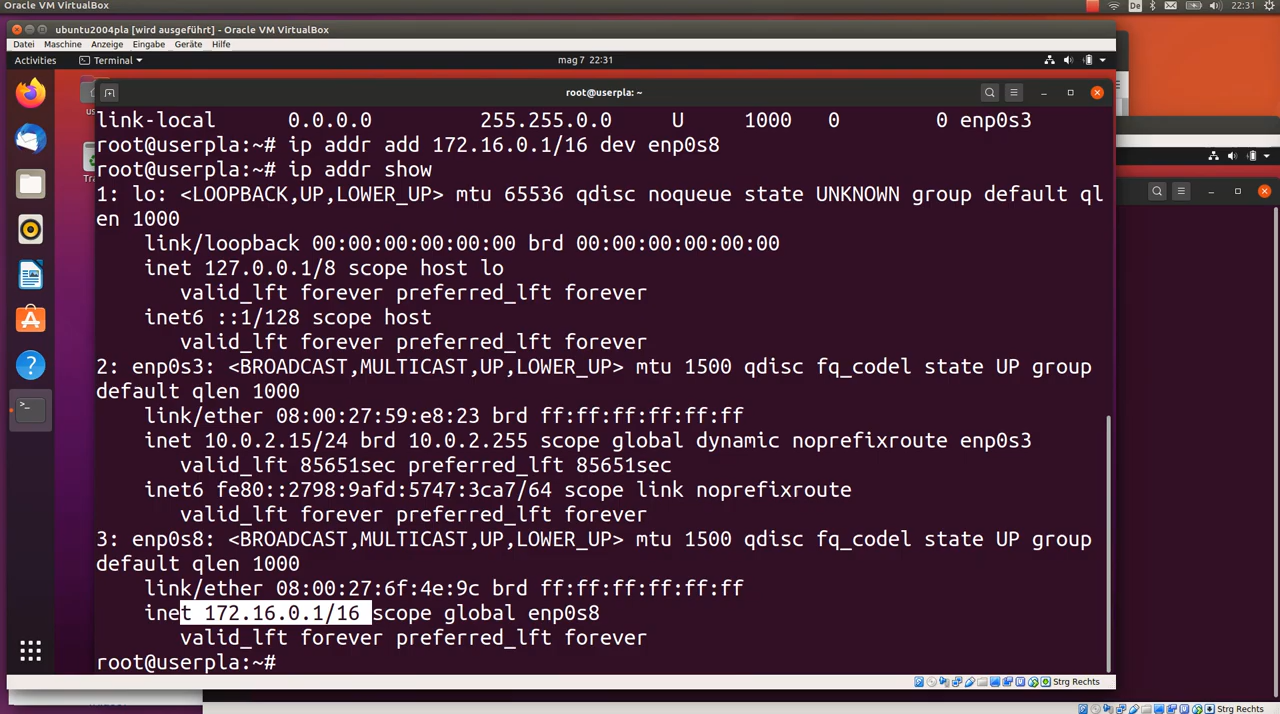 Oracle VM VirtualBox
De
22:31
ubuntu2004pla [wird ausgeführt] - Oracle VM VirtualBox
Datei Maschine Anzeige Eingabe Geräte Hilfe
Activities
Terminal
mag 7 22:31
root@userpla: ~
link-local 0.0.0.0 255.255.0.0 U 1000 0 0 enp0s3
root@userpla:~# ip addr add 172.16.0.1/16 dev enp0s8
root@userpla:~# ip addr show
1: lo: <LOOPBACK,UP,LOWER_UP> mtu 65536 qdisc noqueue state UNKNOWN group default ql
en 1000
link/loopback 00:00:00:00:00:00 brd 00:00:00:00:00:00
inet 127.0.0.1/8 scope host lo
valid_lft forever preferred_lft forever
inet6 ::1/128 scope host
valid_lft forever preferred_lft forever
2: enp0s3: <BROADCAST,MULTICAST,UP,LOWER_UP> mtu 1500 qdisc fq_codel state UP group
default qlen 1000
link/ether 08:00:27:59:e8:23 brd ff:ff:ff:ff:ff:ff
inet 10.0.2.15/24 brd 10.0.2.255 scope global dynamic noprefixroute enp0s3
valid_lft 85651sec preferred_lft 85651sec
inet6 fe80::2798:9afd:5747:3ca7/64 scope link noprefixroute
valid_lft forever preferred_lft forever
3: enp0s8: <BROADCAST,MULTICAST,UP,LOWER_UP> mtu 1500 qdisc fq_codel state UP group
default qlen 1000
link/ether 08:00:27:6f:4e:9c brd ff:ff:ff:ff:ff:ff
inet 172.16.0.1/16 scope global enp0s8
valid_lft forever preferred_lft forever
root@userpla:~#
Strg Rechts
Strg Rechts